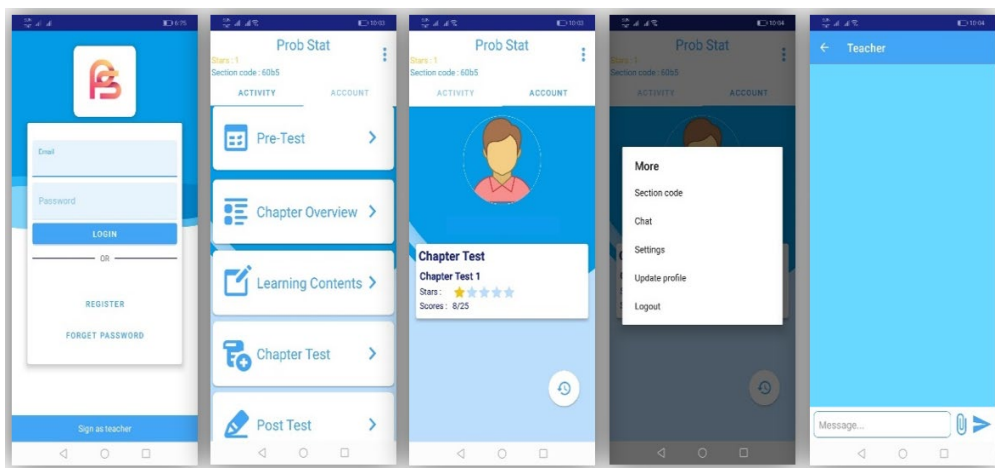 Email
Password
LOGIN
OR
REGISTER
FORGET PASSWORD
Sign as teacher
10:03
Prob Stat
Stars : 1
Section code : 60b5
ACTIVITY ACCOUNT
Pre-Test
Chapter Overview
Learning Contents
Chapter Test
Post Test
10:03
Prob Stat
Stars : 1
Section code : 60b5
ACTIVITY ACCOUNT
Chapter Test
Chapter Test 1
Stars :
Scores : 8/25
10:04
Prob Stat
Stars : 1
Section code : 60b5
ACTIVITY ACCOUNT
More
Section code
Chat
Settings
Update profile
Logout
10:04
Teacher
Message...